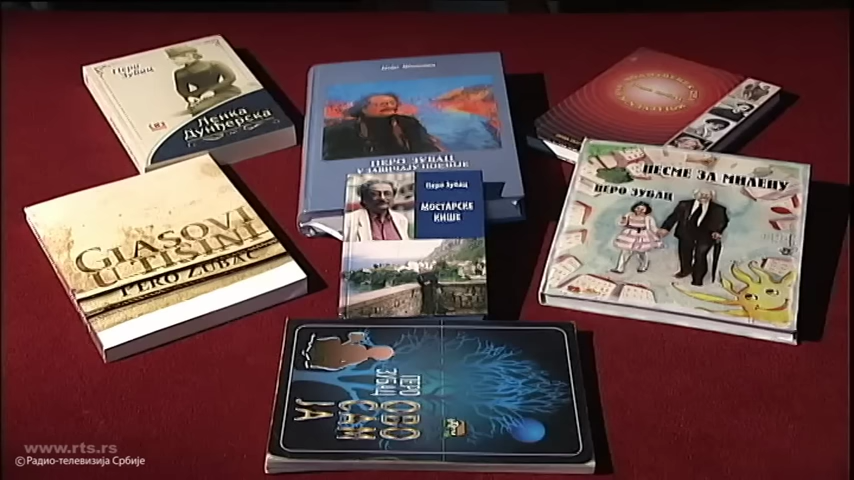 Перо Зубац
Ленка
Дунђерска
ПЕРО ЗУБАЦ
У ЗАВИЧАЈУ ПОЕЗИЈЕ
GLASOVI
U TIŠINI
PERO ZUBAC
Перо Зубац
МОСТАРСКЕ
КИШЕ
ПЕСМЕ ЗА МИЛЕНУ
ПЕРО ЗУБАЦ
ПЕРО
ЗУБАЦ
ОВО
САМ
ЈА
www.rts.rs
©Радио-телевизија Србије